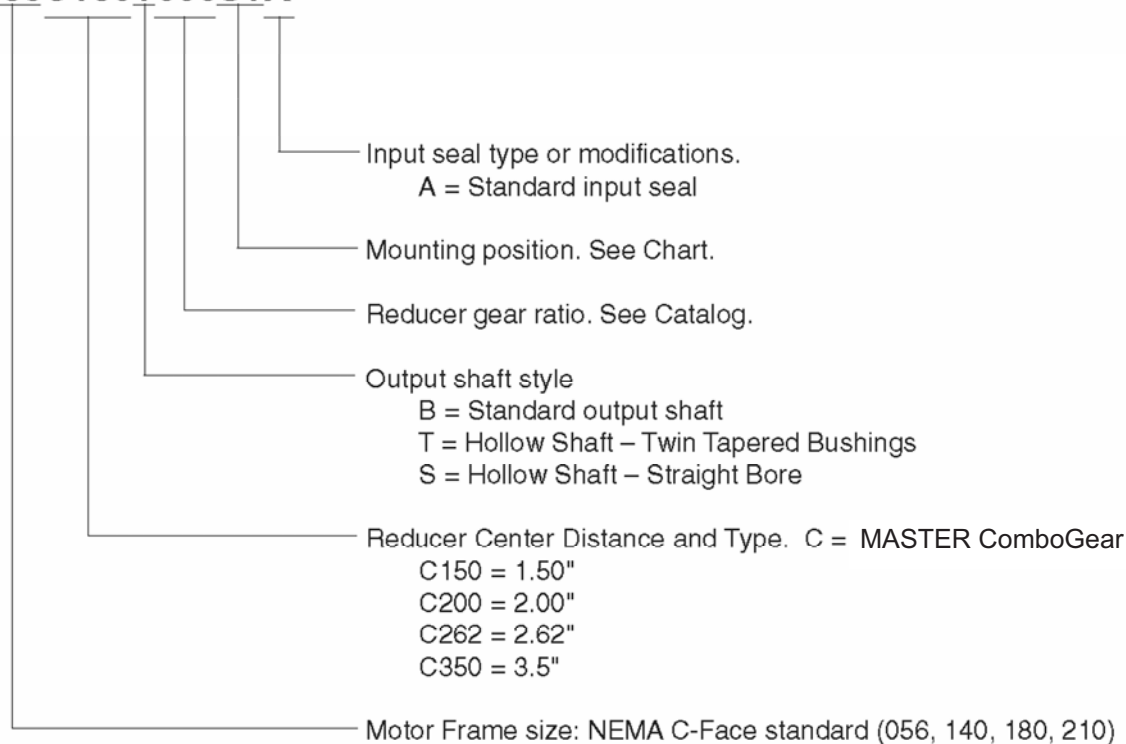 Input seal type or modifications.
A = Standard input seal
Mounting position. See Chart.
Reducer gear ratio. See Catalog.
Output shaft style
B = Standard output shaft
T = Hollow Shaft – Twin Tapered Bushings
S = Hollow Shaft – Straight Bore
Reducer Center Distance and Type. C = MASTER ComboGear
C150 = 1.50"
C200 = 2.00"
C262 = 2.62"
C350 = 3.5"
Motor Frame size: NEMA C-Face standard (056, 140, 180, 210)